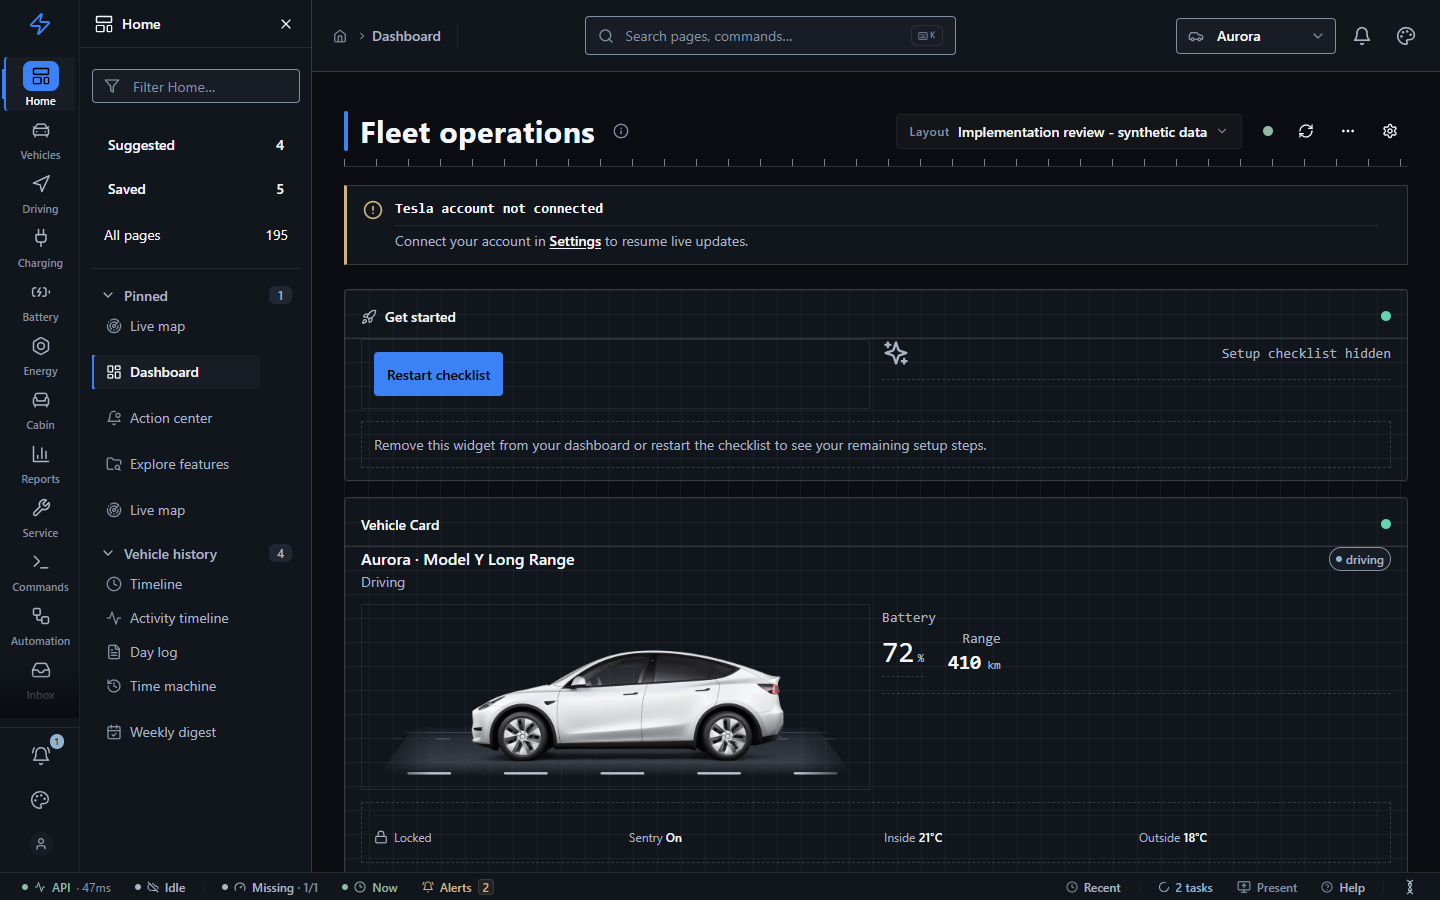 Home
Dashboard
Search pages, commands...
K
Aurora
Home
Vehicles
Driving
Charging
Battery
Energy
Cabin
Reports
Service
Commands
Automation
Inbox
1
Filter Home...
Suggested 4
Saved 5
All pages 195
Pinned 1
Live map
Dashboard
Action center
Explore features
Live map
Vehicle history 4
Timeline
Activity timeline
Day log
Time machine
Weekly digest
Fleet operations
Layout Implementation review - synthetic data
Tesla account not connected
Connect your account in Settings to resume live updates.
Get started
Restart checklist
Setup checklist hidden
Remove this widget from your dashboard or restart the checklist to see your remaining setup steps.
Vehicle Card
Aurora · Model Y Long Range
driving
Driving
Battery
72 %
Range
410 km
Locked
Sentry On
Inside 21°C
Outside 18°C
API · 47ms
Idle
Missing · 1/1
Now
Alerts 2
Recent
2 tasks
Present
Help